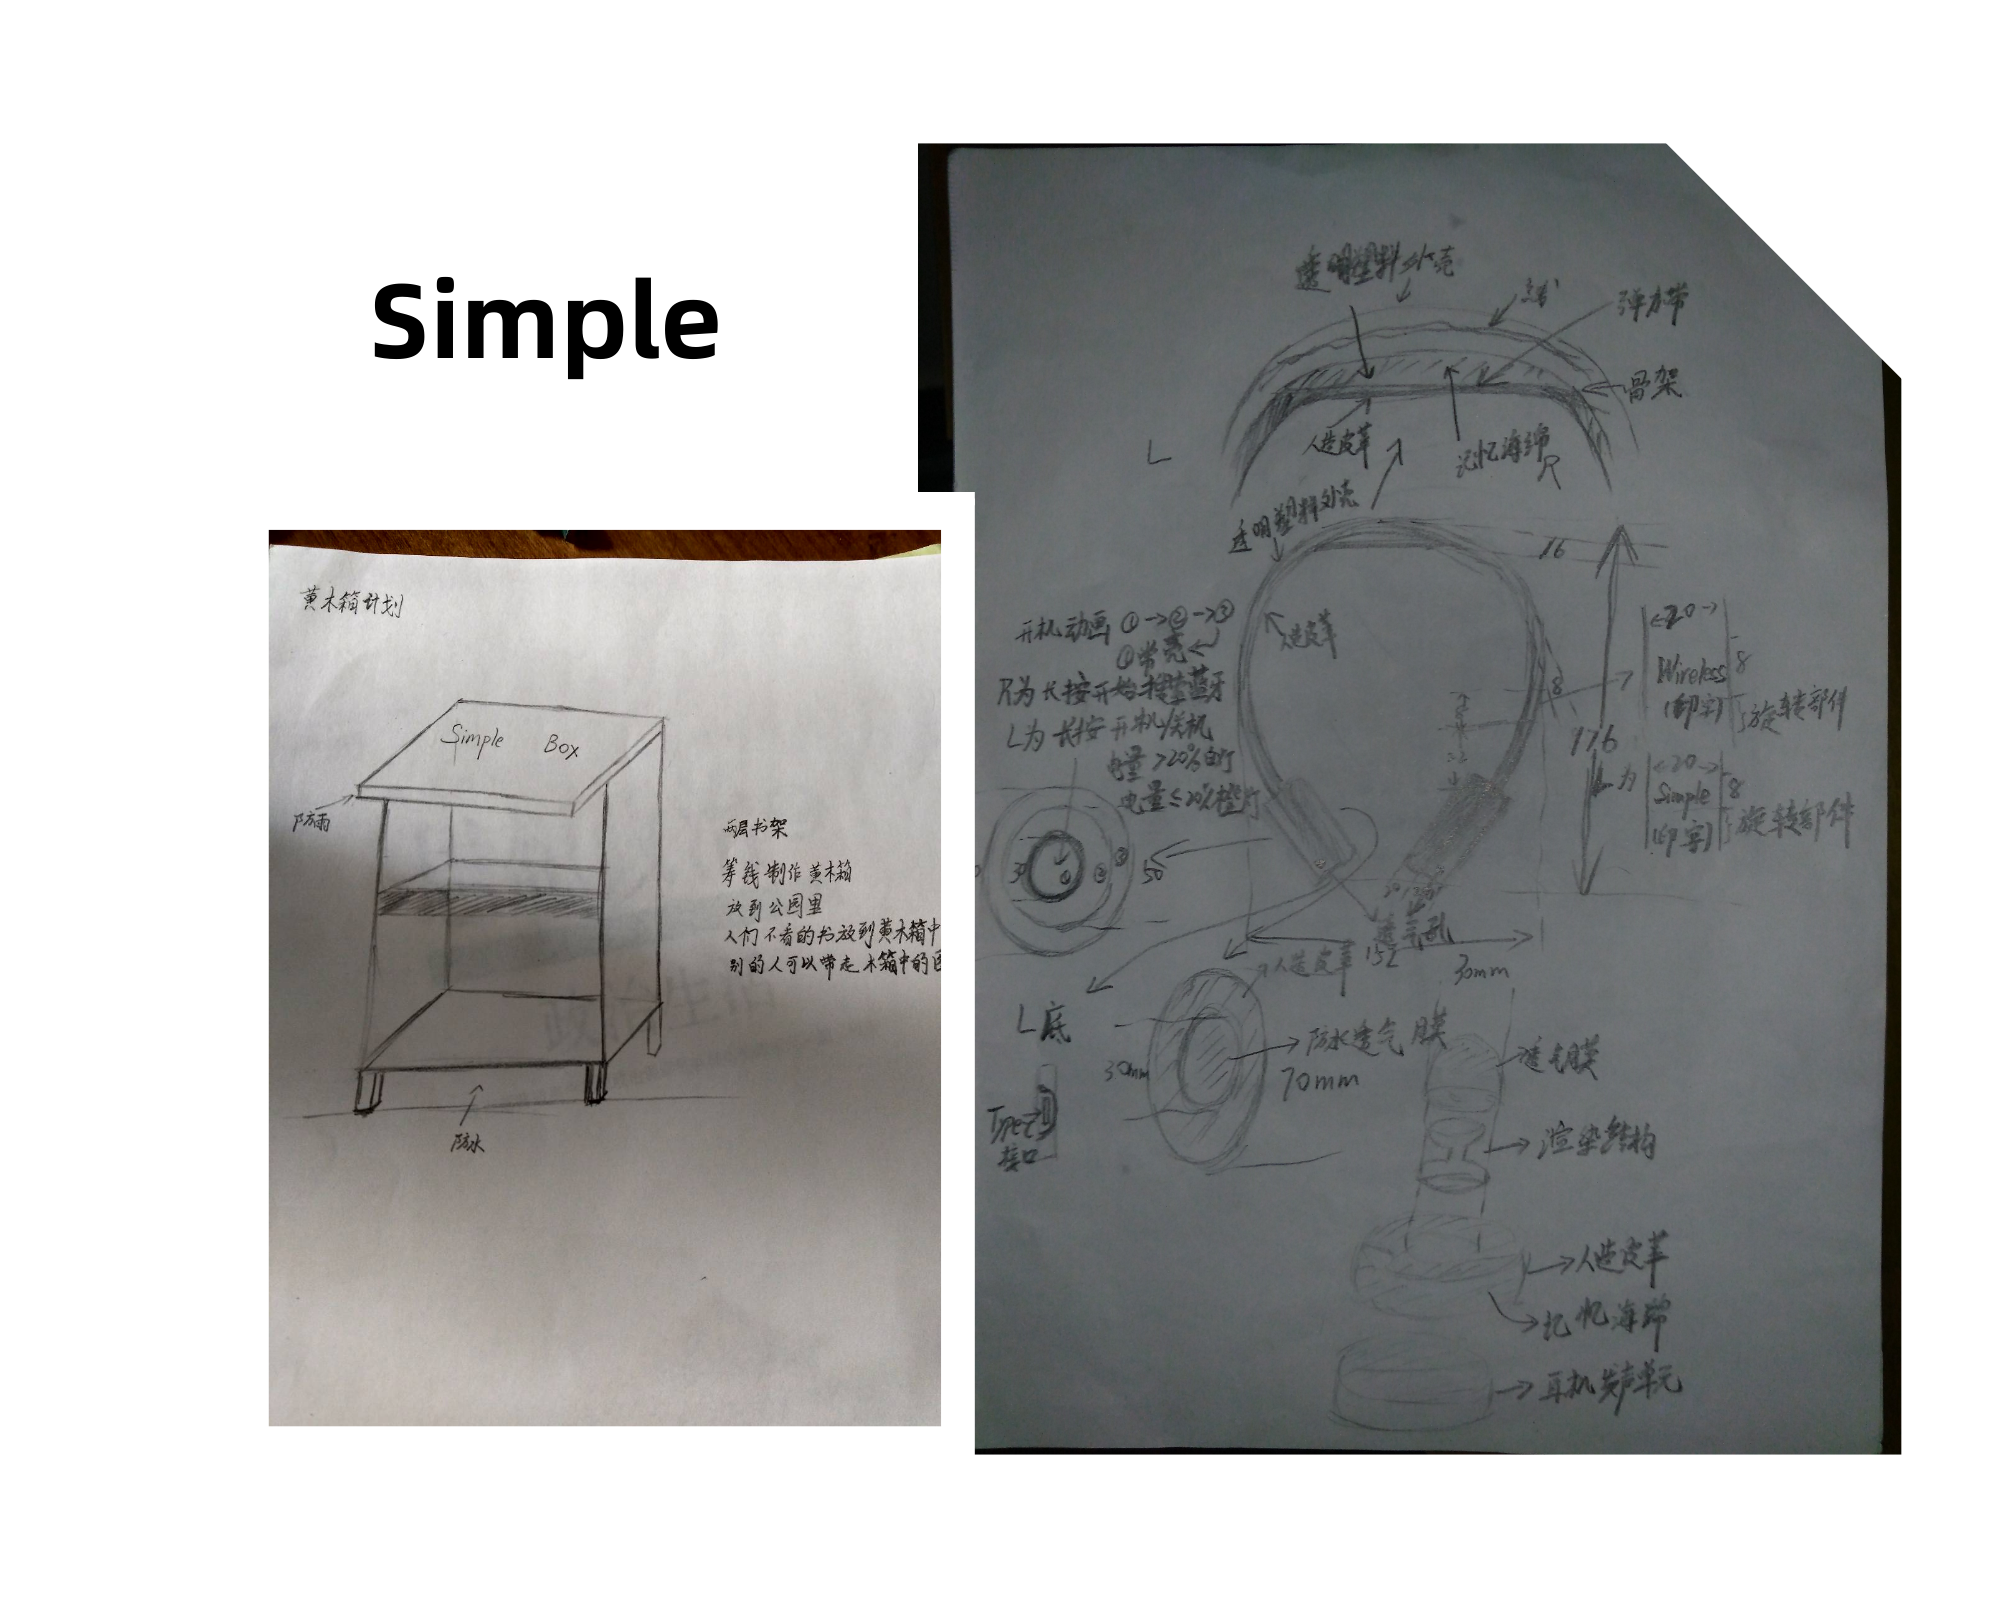 Simple
黄木箱计划
Simple Box
防雨
两层书架
筹钱制作黄木箱
放到公园里
人们不看的书放到黄木箱中
别的人可以带走木箱中的
防水
透明塑料外壳
弹力带
骨架
人造皮革
记忆海绵
L
R
透明塑料外壳
16
开机动画 ①→②→③
①常亮
人造皮革
R为长按开始搜索蓝牙
L为长按开机/关机
电量>20%白灯
电量≤20%橙灯
←20→
Wireless 8
(印字) 旋转部件
8
176
L为
←20→
Simple 8
(印字) 旋转部件
30
① ② ③
50
透气孔
152
30mm
人造皮革
L底
防水透气膜
30mm
70mm
Type-C
接口
透气膜
渲染结构
人造皮革
记忆海绵
耳机发声单元